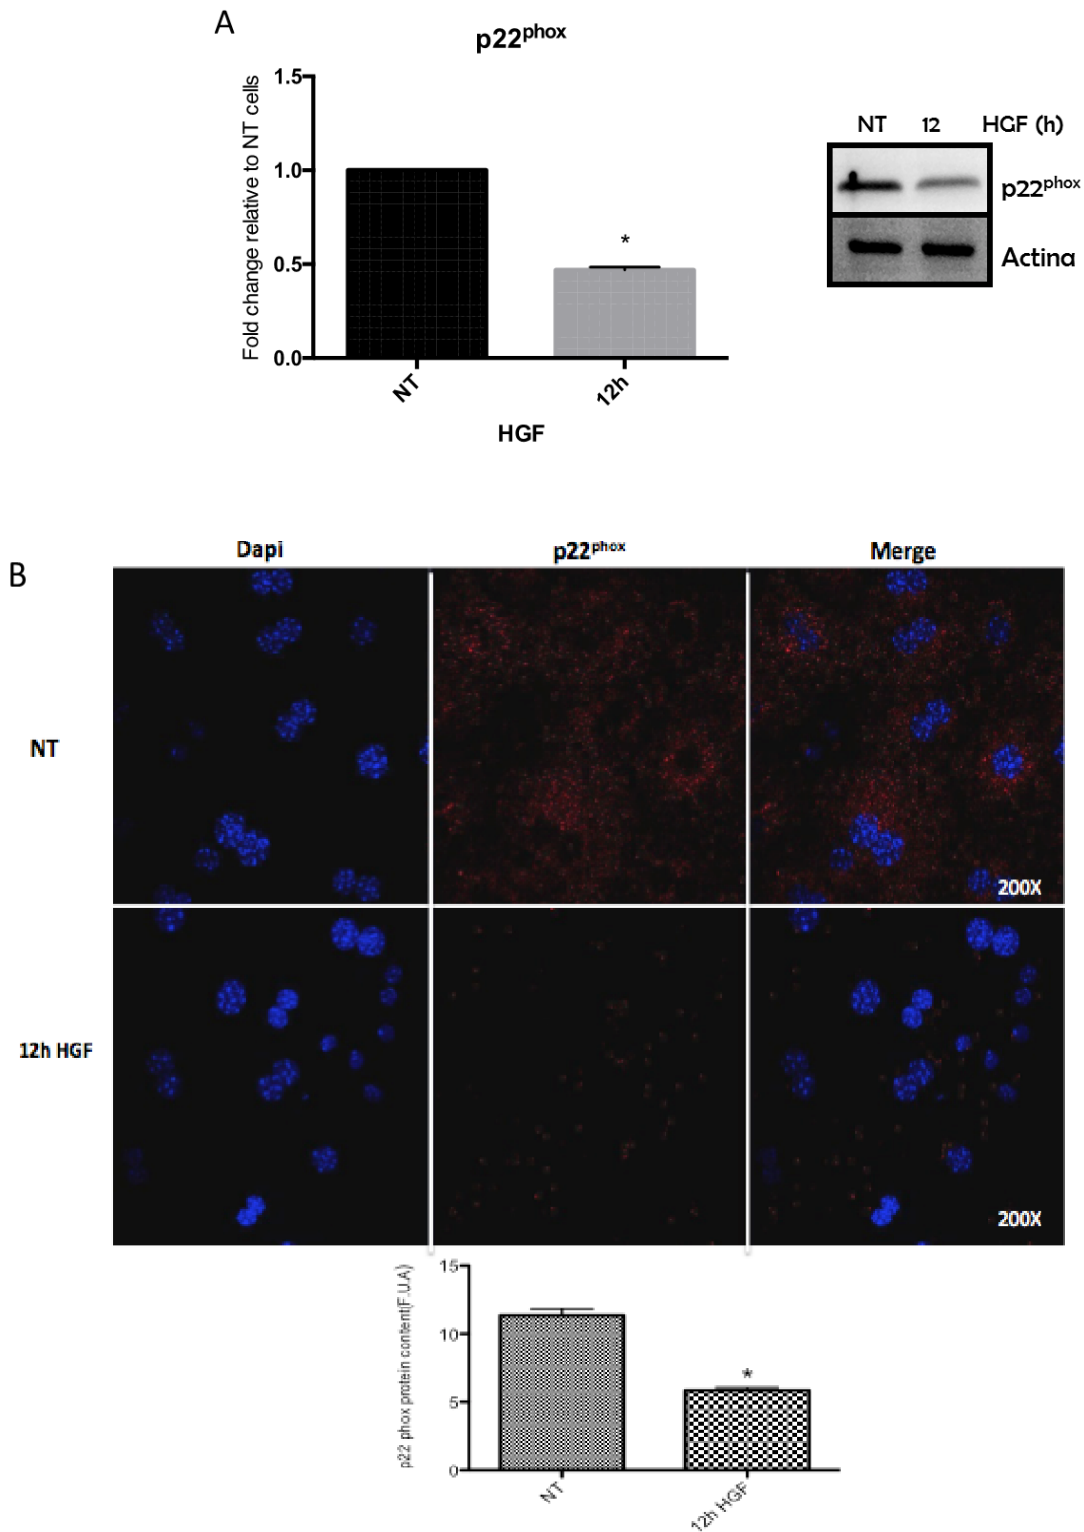 A
p22phox
Fold change relative to NT cells
1.5
1.0
0.5
0.0
NT
12h
HGF
*
NT 12 HGF (h)
p22phox
Actina
B
Dapi p22phox Merge
NT
200X
12h HGF
200X
p22 phox protein content(F.U.A)
15
10
5
0
*
NT
12h HGF